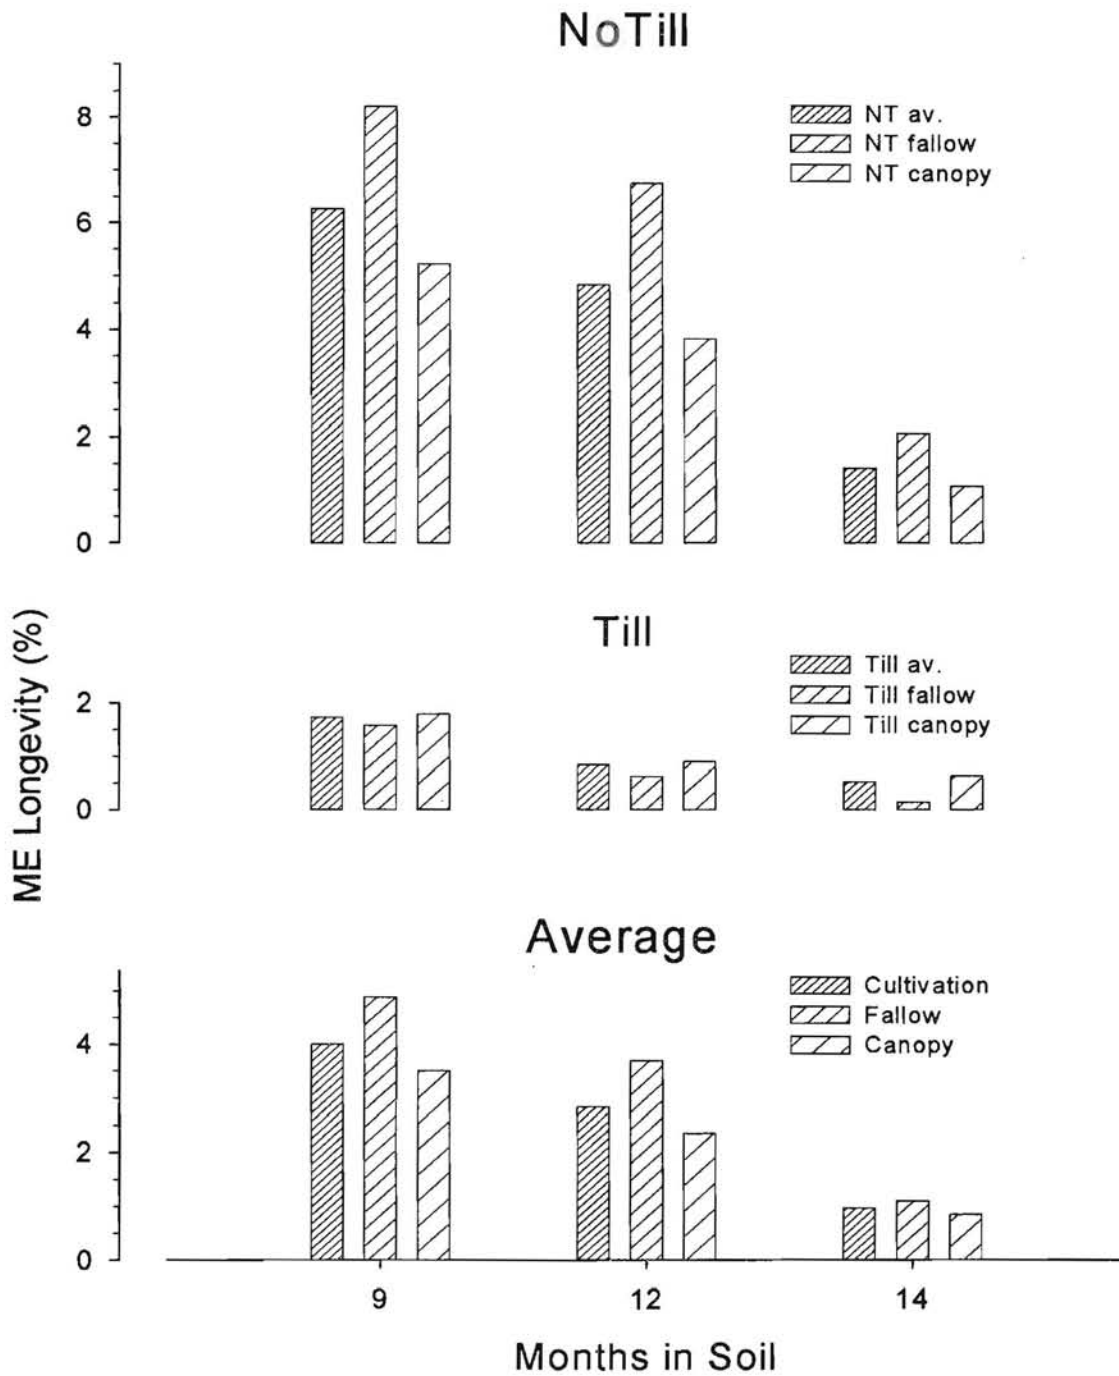 NoTill
8
6
4
2
0
NT av.
NT fallow
NT canopy
ME Longevity (%)
Till
2
0
Till av.
Till fallow
Till canopy
Average
4
2
0
Cultivation
Fallow
Canopy
9 12 14
Months in Soil